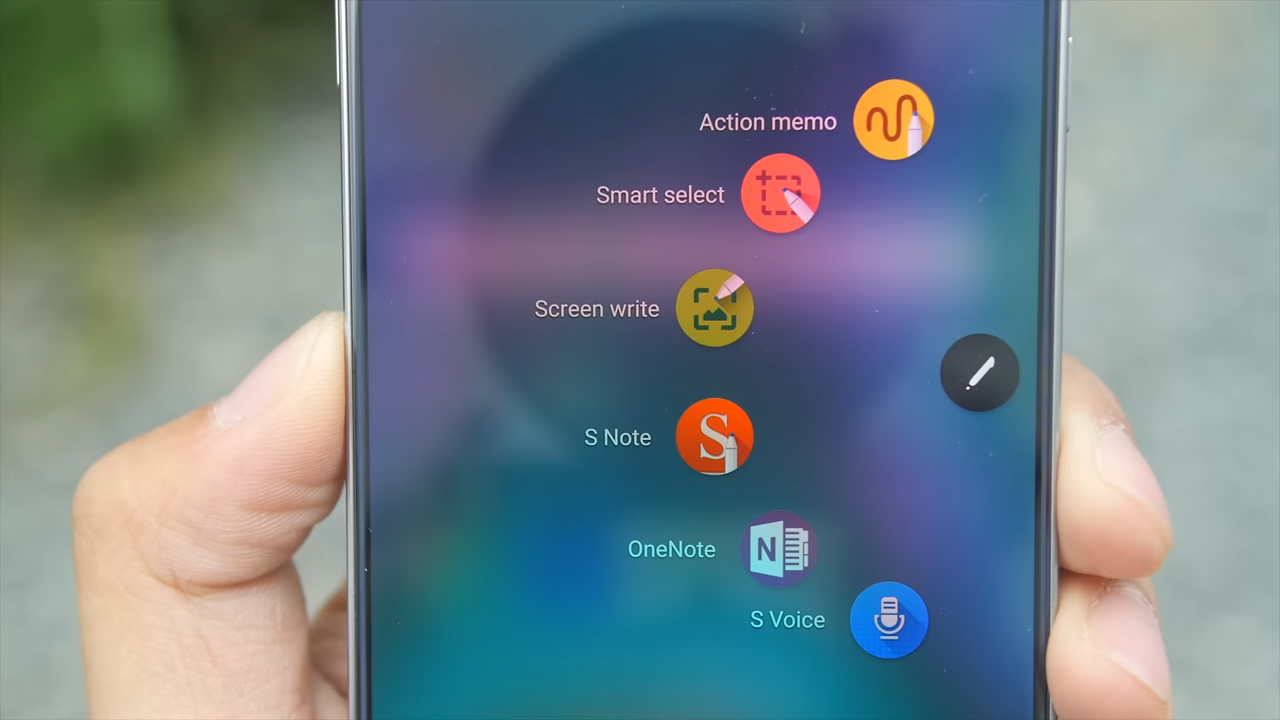 Action memo
Smart select
Screen write
S Note
S
OneNote
N
S Voice